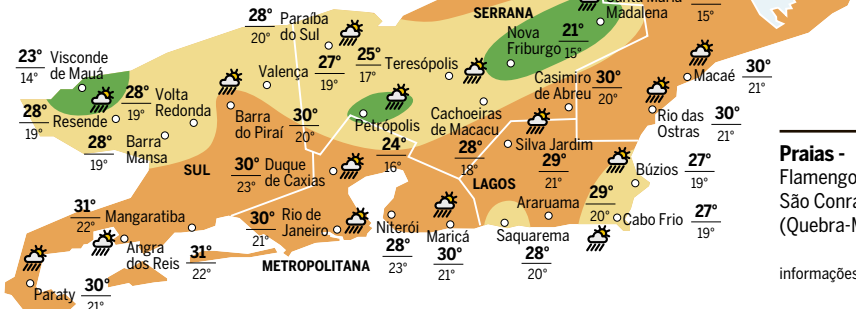 SERRANA
Santa Maria
Madalena
15°
28°
20°
Paraíba
do Sul
Nova
Friburgo
21°
15°
23°
14°
Visconde
de Mauá
Valença
27°
19°
25°
17°
Teresópolis
Casimiro
de Abreu
30°
20°
Macaé
30°
21°
28°
19°
Resende
28°
19°
Volta
Redonda
Barra
do Piraí
30°
20°
Petrópolis
24°
16°
Cachoeiras
de Macacu
28°
18°
Rio das
Ostras
30°
21°
28°
19°
Barra
Mansa
SUL
30°
23°
Duque
de Caxias
Silva Jardim
29°
21°
LAGOS
Búzios
27°
19°
Praias -
Flamengo
São Conra
(Quebra-M
31°
22°
Mangaratiba
30°
21°
Rio de
Janeiro
Niterói
28°
23°
Maricá
30°
21°
Araruama
29°
20°
Cabo Frio
27°
19°
Saquarema
28°
20°
Angra
dos Reis
31°
22°
METROPOLITANA
Paraty
30°
21°
informações